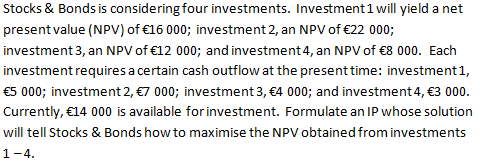 Stocks & Bonds is considering four investments. Investment 1 will yield a net
present value (NPV) of €16 000; investment 2, an NPV of €22 000;
investment 3, an NPV of €12 000; and investment 4, an NPV of €8 000. Each
investment requires a certain cash outflow at the present time: investment 1,
€5 000; investment 2, €7 000; investment 3, €4 000; and investment 4, €3 000.
Currently, €14 000 is available for investment. Formulate an IP whose solution
will tell Stocks & Bonds how to maximise the NPV obtained from investments
1 – 4.